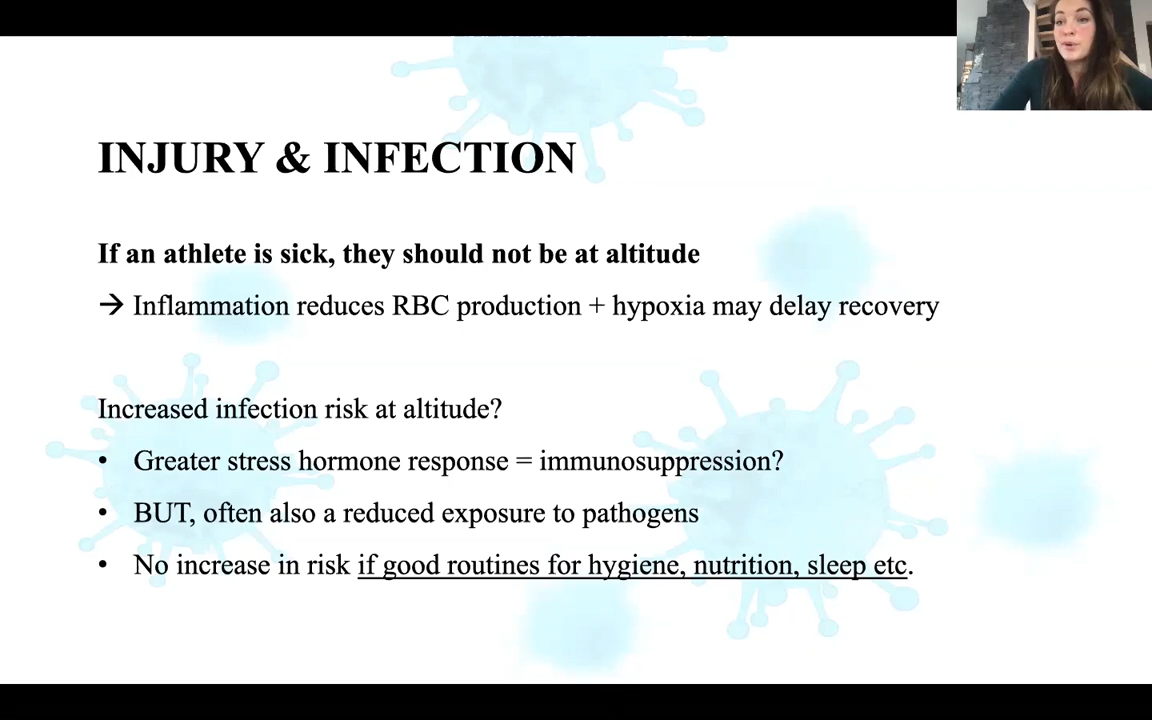 INJURY & INFECTION
If an athlete is sick, they should not be at altitude
→ Inflammation reduces RBC production + hypoxia may delay recovery
Increased infection risk at altitude?
• Greater stress hormone response = immunosuppression?
• BUT, often also a reduced exposure to pathogens
• No increase in risk if good routines for hygiene, nutrition, sleep etc.